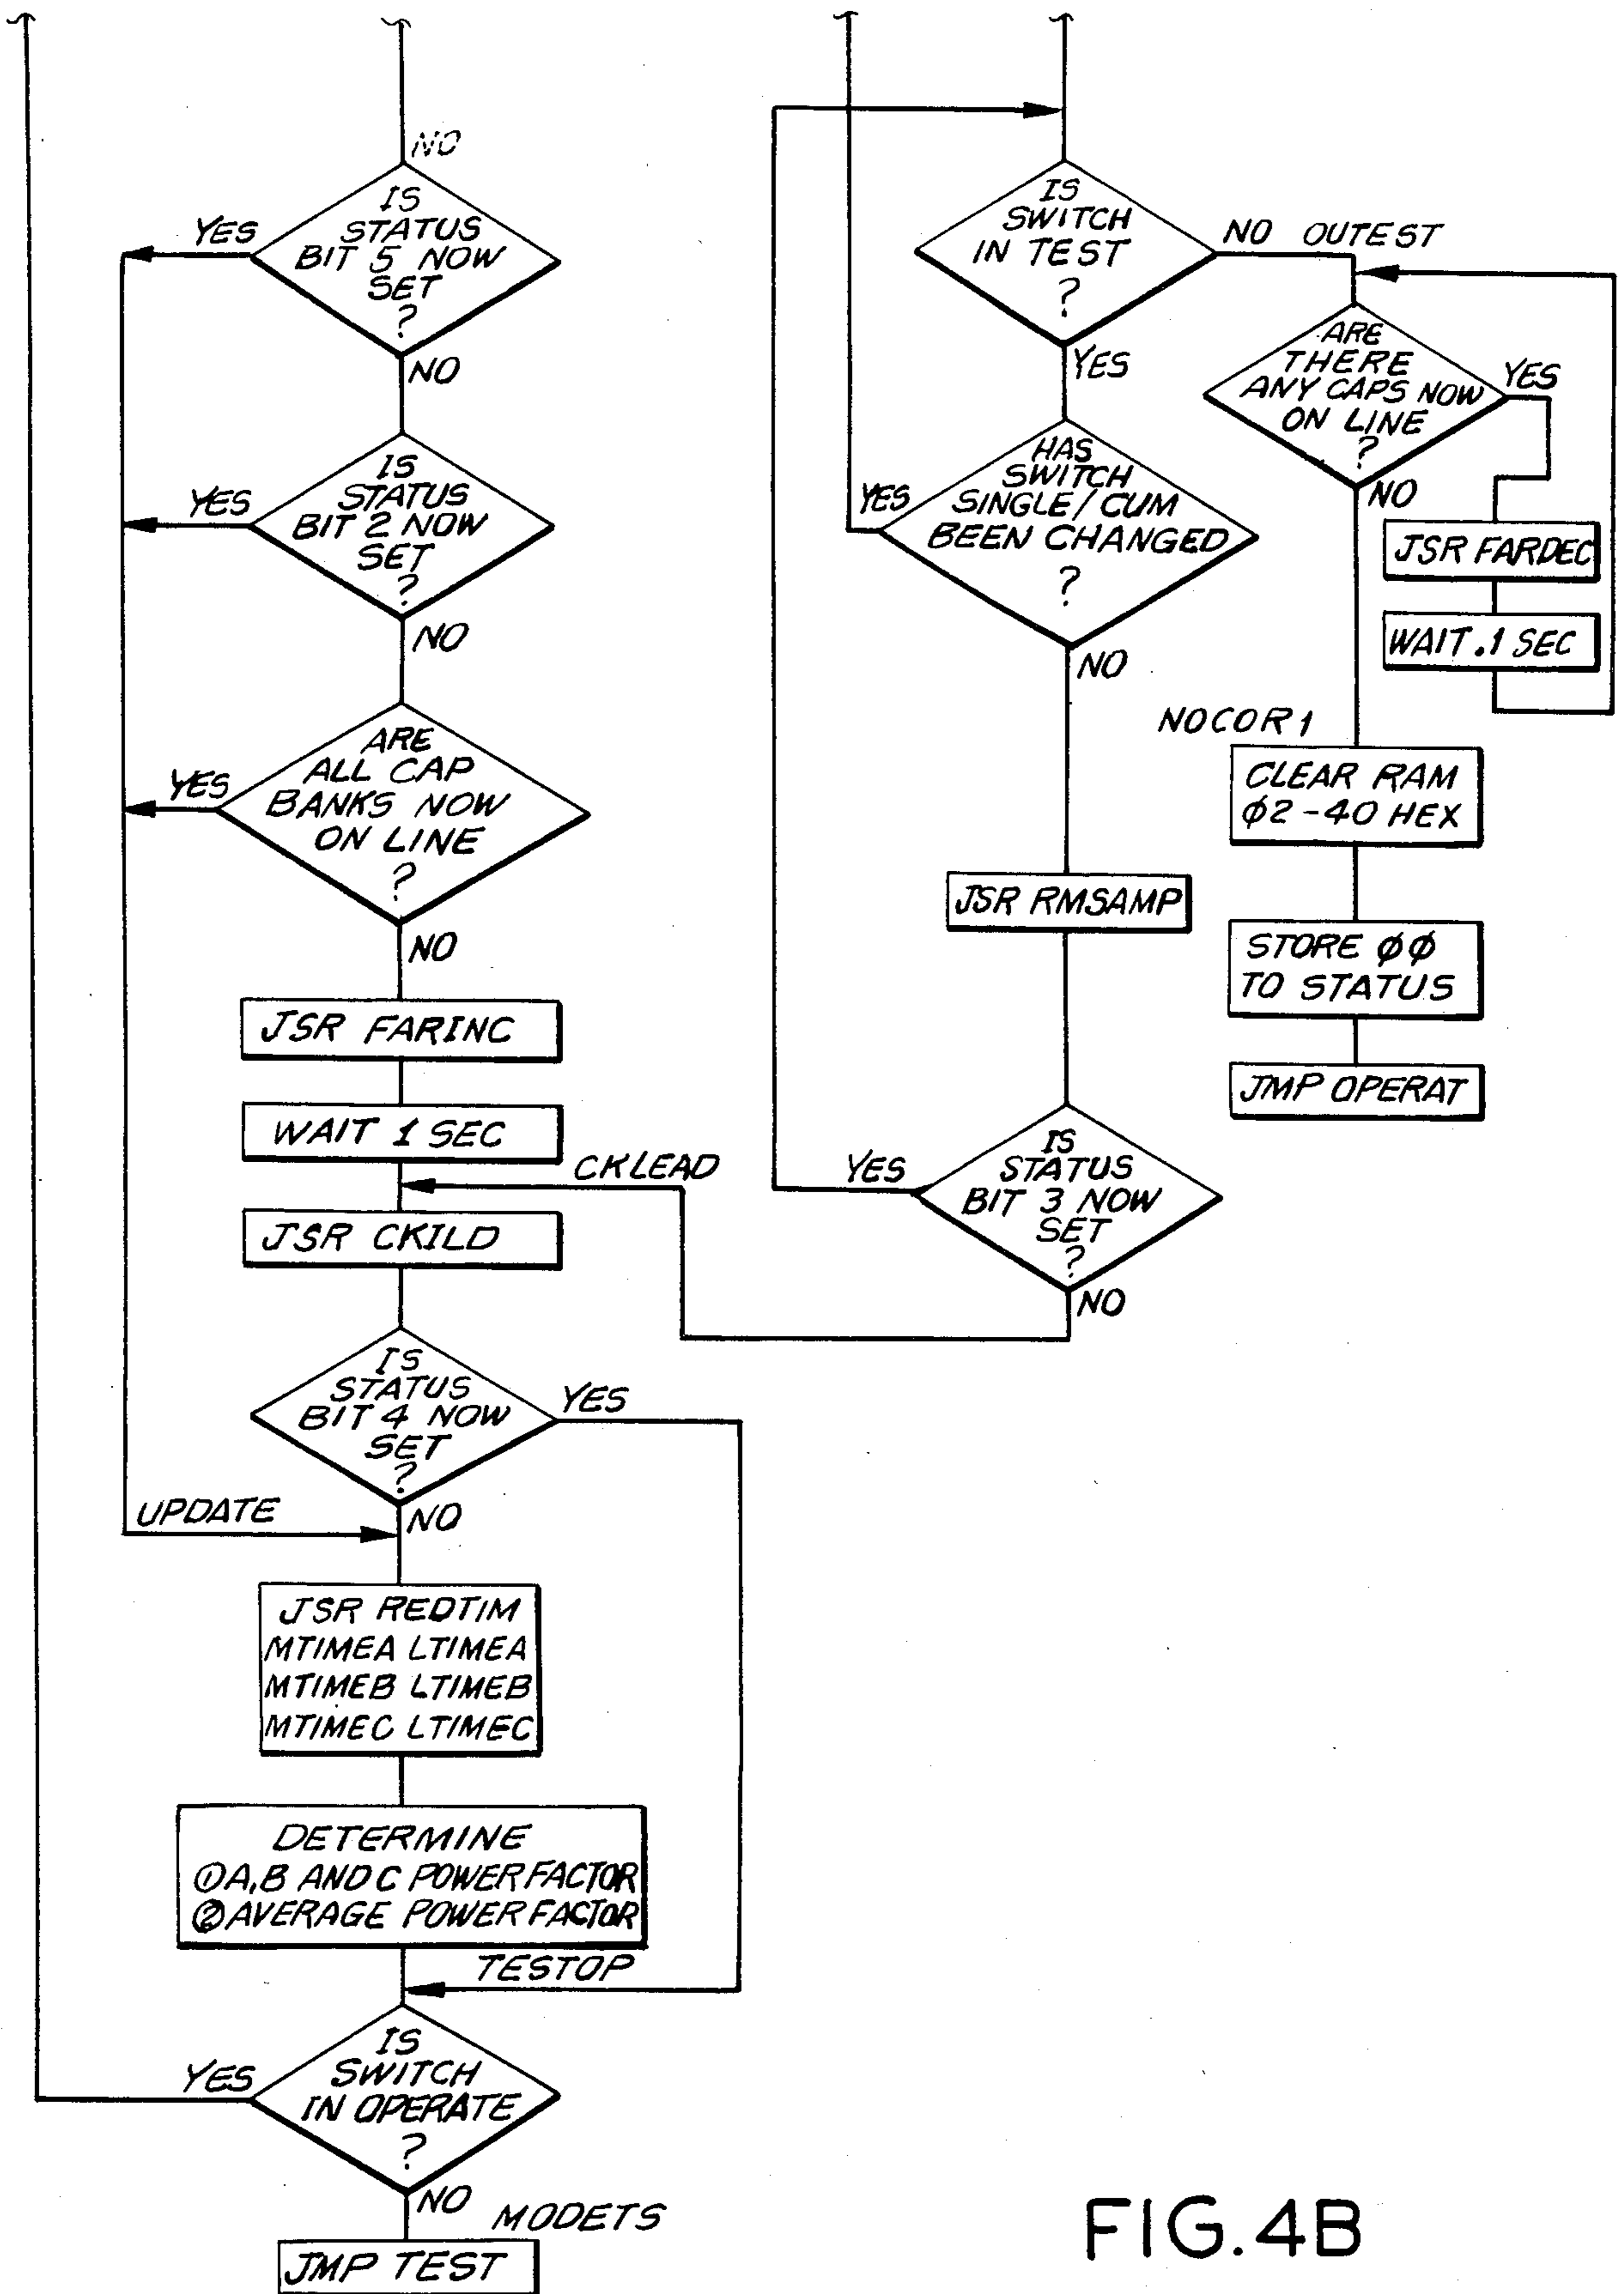 NO
IS
STATUS
BIT 5 NOW
SET
?
YES
NO
IS
STATUS
BIT 2 NOW
SET
?
YES
NO
ARE
ALL CAP
BANKS NOW
ON LINE
?
YES
NO
JSR FARINC
WAIT 1 SEC
CKLEAD
JSR CKILD
IS
STATUS
BIT 4 NOW
SET
?
YES
NO
UPDATE
JSR REDTIM
MTIMEA LTIMEA
MTIMEB LTIMEB
MTIMEC LTIMEC
DETERMINE
①A,B AND C POWER FACTOR
②AVERAGE POWER FACTOR
TESTOP
IS
SWITCH
IN OPERATE
?
YES
NO
MODETS
JMP TEST
IS
SWITCH
IN TEST
?
NO OUTEST
YES
HAS
SWITCH
SINGLE/CUM
BEEN CHANGED
?
YES
NO
JSR RMSAMP
IS
STATUS
BIT 3 NOW
SET
?
YES
NO
ARE
THERE
ANY CAPS NOW
ON LINE
?
YES
NO
JSR FARDEC
WAIT .1 SEC
NOCOR1
CLEAR RAM
φ2-40 HEX
STORE φφ
TO STATUS
JMP OPERAT
FIG.4B